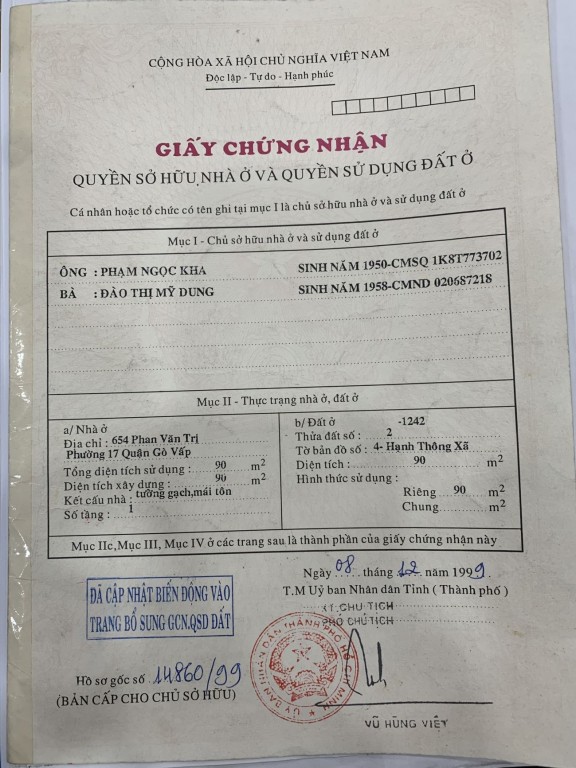 CỘNG HÒA XÃ HỘI CHỦ NGHĨA VIỆT NAM
Độc lập - Tự do - Hạnh phúc
GIẤY CHỨNG NHẬN
QUYỀN SỞ HỮU NHÀ Ở VÀ QUYỀN SỬ DỤNG ĐẤT Ở
Cá nhân hoặc tổ chức có tên ghi tại mục I là chủ sở hữu nhà ở và sử dụng đất ở
Mục I - Chủ sở hữu nhà ở và sử dụng đất ở
ÔNG : PHẠM NGỌC KHA SINH NĂM 1950-CMSQ 1K8T773702
BÀ : ĐÀO THỊ MỸ DUNG SINH NĂM 1958-CMND 020687218
Mục II - Thực trạng nhà ở, đất ở
a/ Nhà ở
Địa chỉ : 654 Phan Văn Trị
Phường 17 Quận Gò Vấp
Tổng diện tích sử dụng : 90 m²
Diện tích xây dựng : 90 m²
Kết cấu nhà : tường gạch,mái tôn
Số tầng : 1
b/ Đất ở -1242
Thửa đất số : 2
Tờ bản đồ số : 4- Hạnh Thông Xã
Diện tích : 90 m²
Hình thức sử dụng :
Riêng 90 m²
Chung m²
Mục IIc,Mục III, Mục IV ở các trang sau là thành phần của giấy chứng nhận này
Ngày 08 tháng 12 năm 1999.
T.M Uỷ ban Nhân dân Tỉnh ( Thành phố )
KT.CHỦ TỊCH
PHÓ CHỦ TỊCH
ĐÃ CẬP NHẬT BIẾN ĐỘNG VÀO
TRANG BỔ SUNG GCN,QSD ĐẤT
Hồ sơ gốc số 14860/99
(BẢN CẤP CHO CHỦ SỞ HỮU)
ỦY BAN NHÂN DÂN THÀNH PHỐ HỒ CHÍ MINH
VŨ HÙNG VIỆT